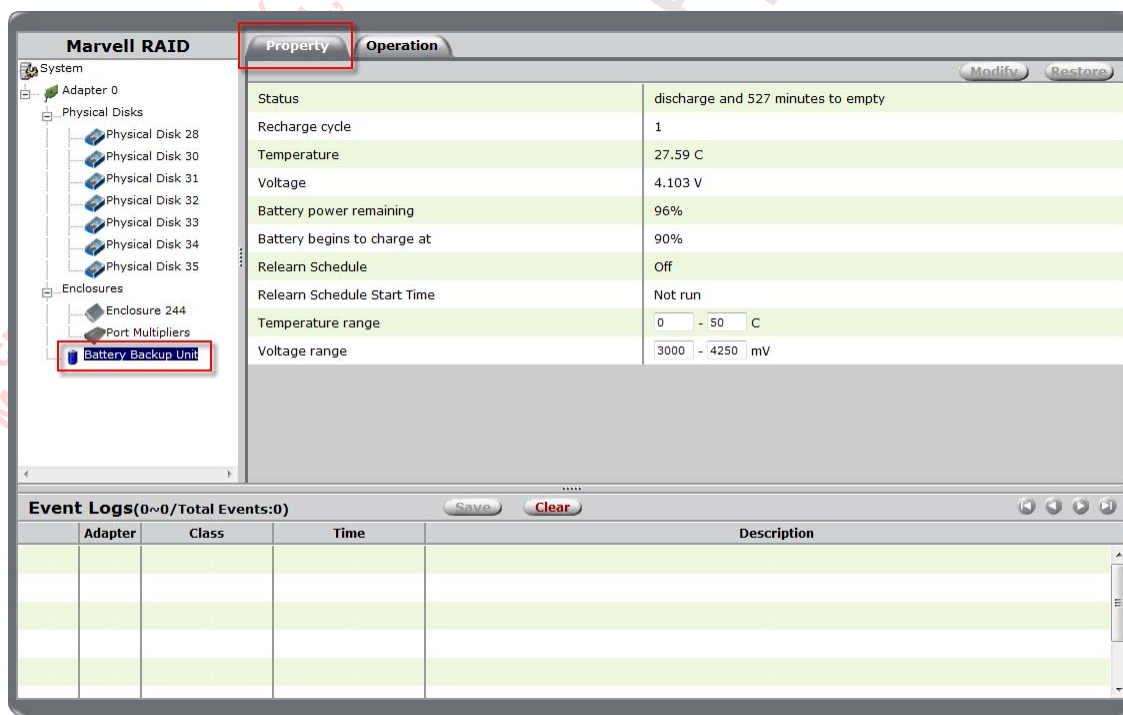 Marvell RAID
Property
Operation
System
Modify
Restore
Adapter 0
Physical Disks
Physical Disk 28
Physical Disk 30
Physical Disk 31
Physical Disk 32
Physical Disk 33
Physical Disk 34
Physical Disk 35
Enclosures
Enclosure 244
Port Multipliers
Battery Backup Unit
Status discharge and 527 minutes to empty
Recharge cycle 1
Temperature 27.59 C
Voltage 4.103 V
Battery power remaining 96%
Battery begins to charge at 90%
Relearn Schedule Off
Relearn Schedule Start Time Not run
Temperature range 0 - 50 C
Voltage range 3000 - 4250 mV
Event Logs(0~0/Total Events:0) Save Clear
Adapter Class Time Description